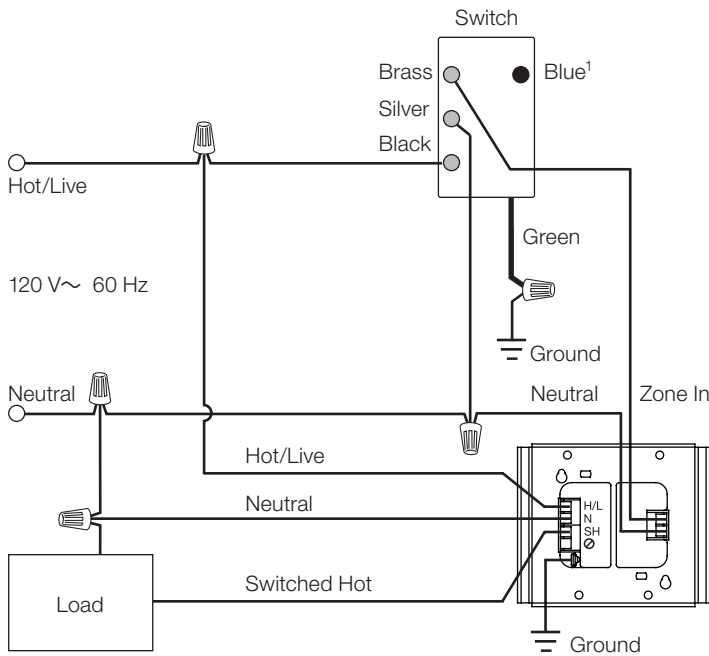 Switch
Brass
Blue¹
Silver
Black
Hot/Live
Green
120 V~ 60 Hz
Ground
Neutral
Neutral
Zone In
Hot/Live
H/L
N
Neutral
SH
Switched Hot
Load
Ground